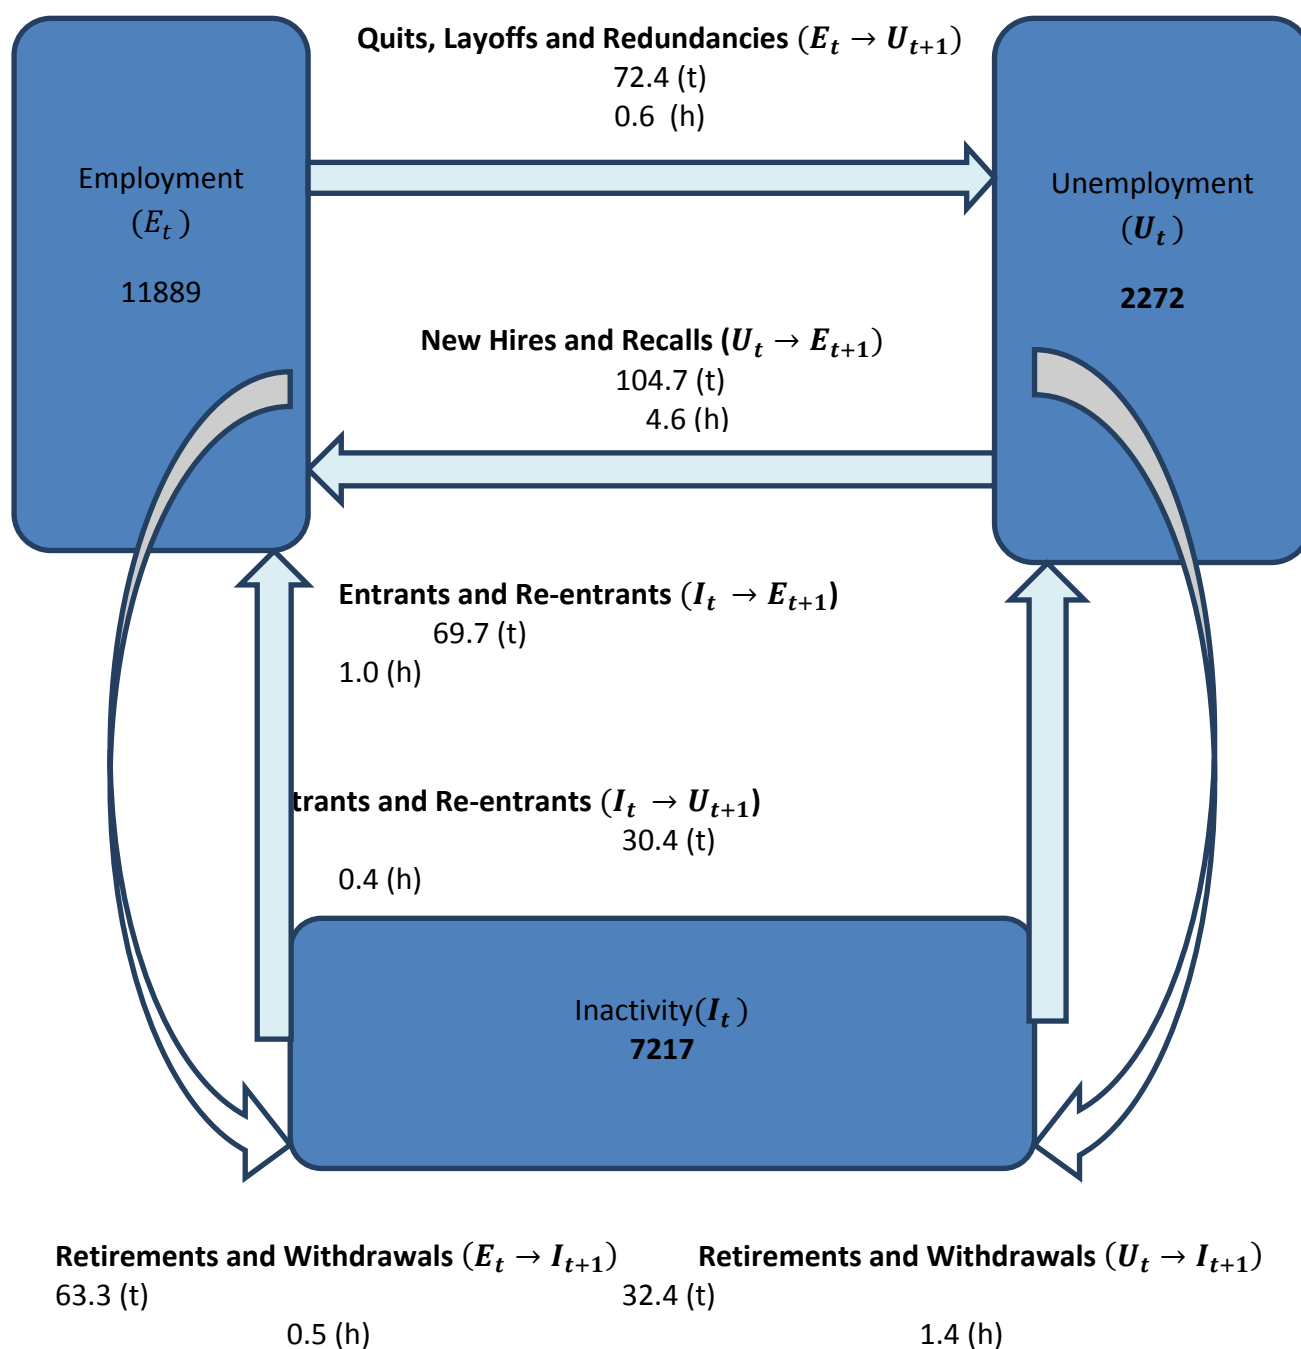 Quits, Layoffs and Redundancies (E_t → U_{t+1})
72.4 (t)
0.6 (h)
Employment
(E_t )
11889
Unemployment
(U_t )
2272
New Hires and Recalls (U_t → E_{t+1})
104.7 (t)
4.6 (h)
Entrants and Re-entrants (I_t → E_{t+1})
69.7 (t)
1.0 (h)
trants and Re-entrants (I_t → U_{t+1})
30.4 (t)
0.4 (h)
Inactivity(I_t )
7217
Retirements and Withdrawals (E_t → I_{t+1})
63.3 (t)
0.5 (h)
Retirements and Withdrawals (U_t → I_{t+1})
32.4 (t)
1.4 (h)